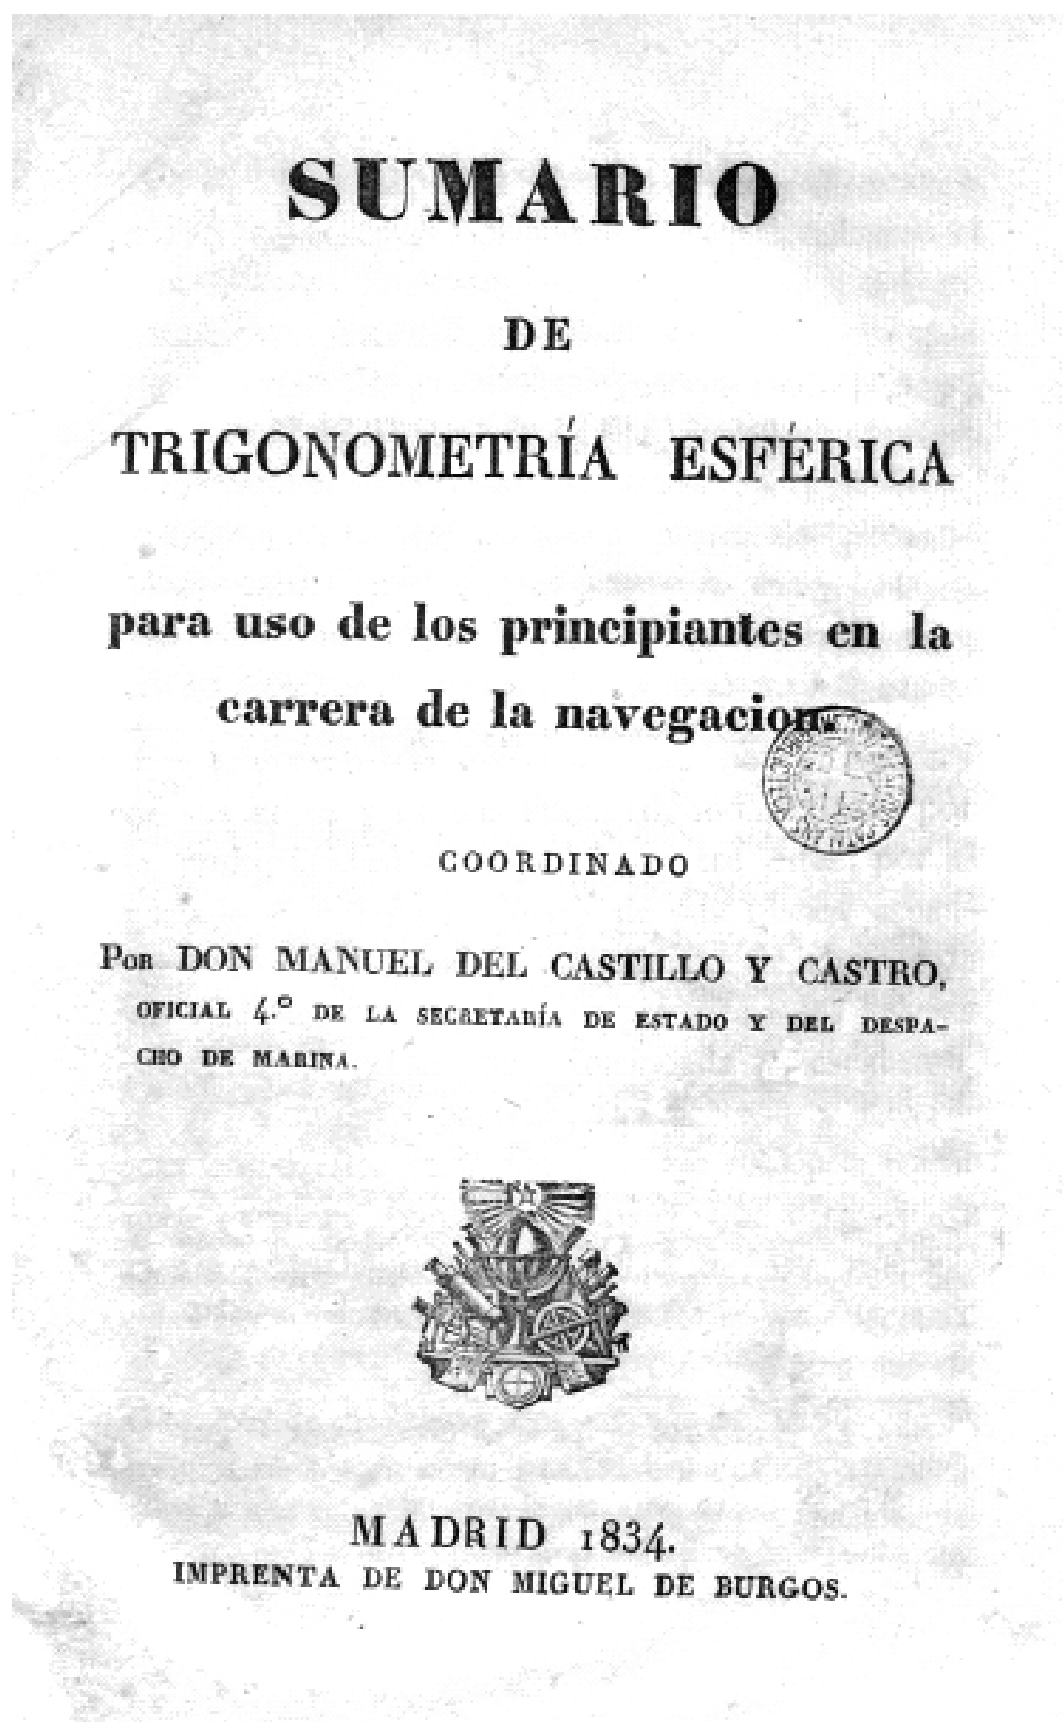 SUMARIO
DE
TRIGONOMETRÍA ESFÉRICA
para uso de los principiantes en la
carrera de la navegacion.
COORDINADO
POR DON MANUEL DEL CASTILLO Y CASTRO,
OFICIAL 4.º DE LA SECRETARÍA DE ESTADO Y DEL DESPA-
CHO DE MARINA.
MADRID 1834.
IMPRENTA DE DON MIGUEL DE BURGOS.